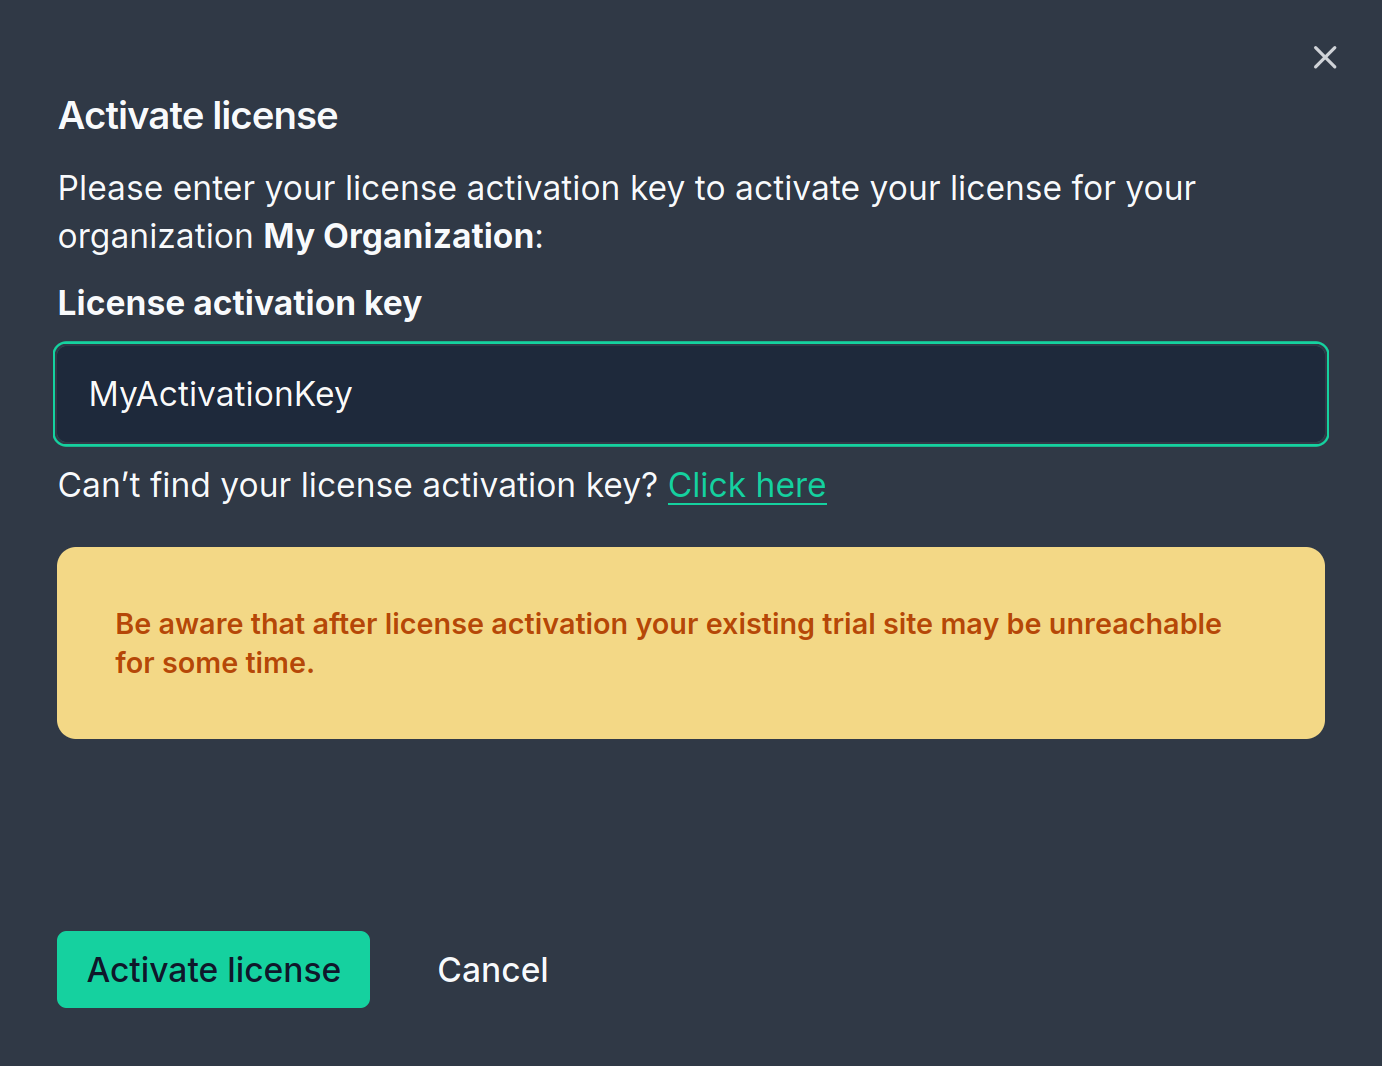 Activate license
Please enter your license activation key to activate your license for your
organization My Organization:
License activation key
MyActivationKey
Can’t find your license activation key? Click here
Be aware that after license activation your existing trial site may be unreachable
for some time.
Activate license
Cancel